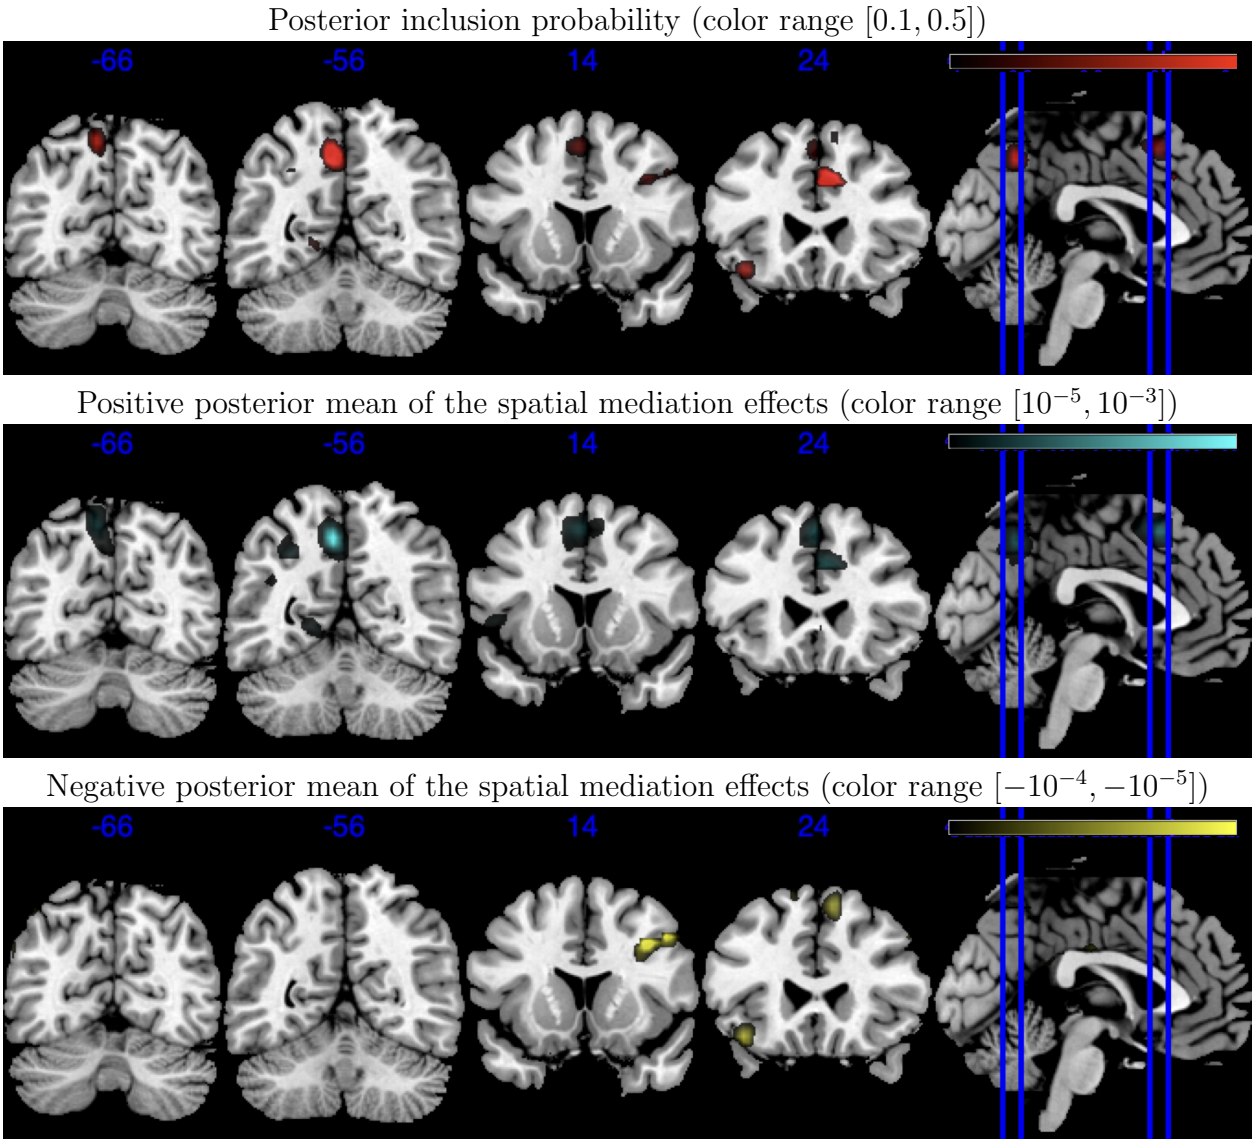 Posterior inclusion probability (color range [0.1, 0.5])
-66 -56 14 24
Positive posterior mean of the spatial mediation effects (color range [10⁻⁵, 10⁻³])
-66 -56 14 24
Negative posterior mean of the spatial mediation effects (color range [−10⁻⁴, −10⁻⁵])
-66 -56 14 24